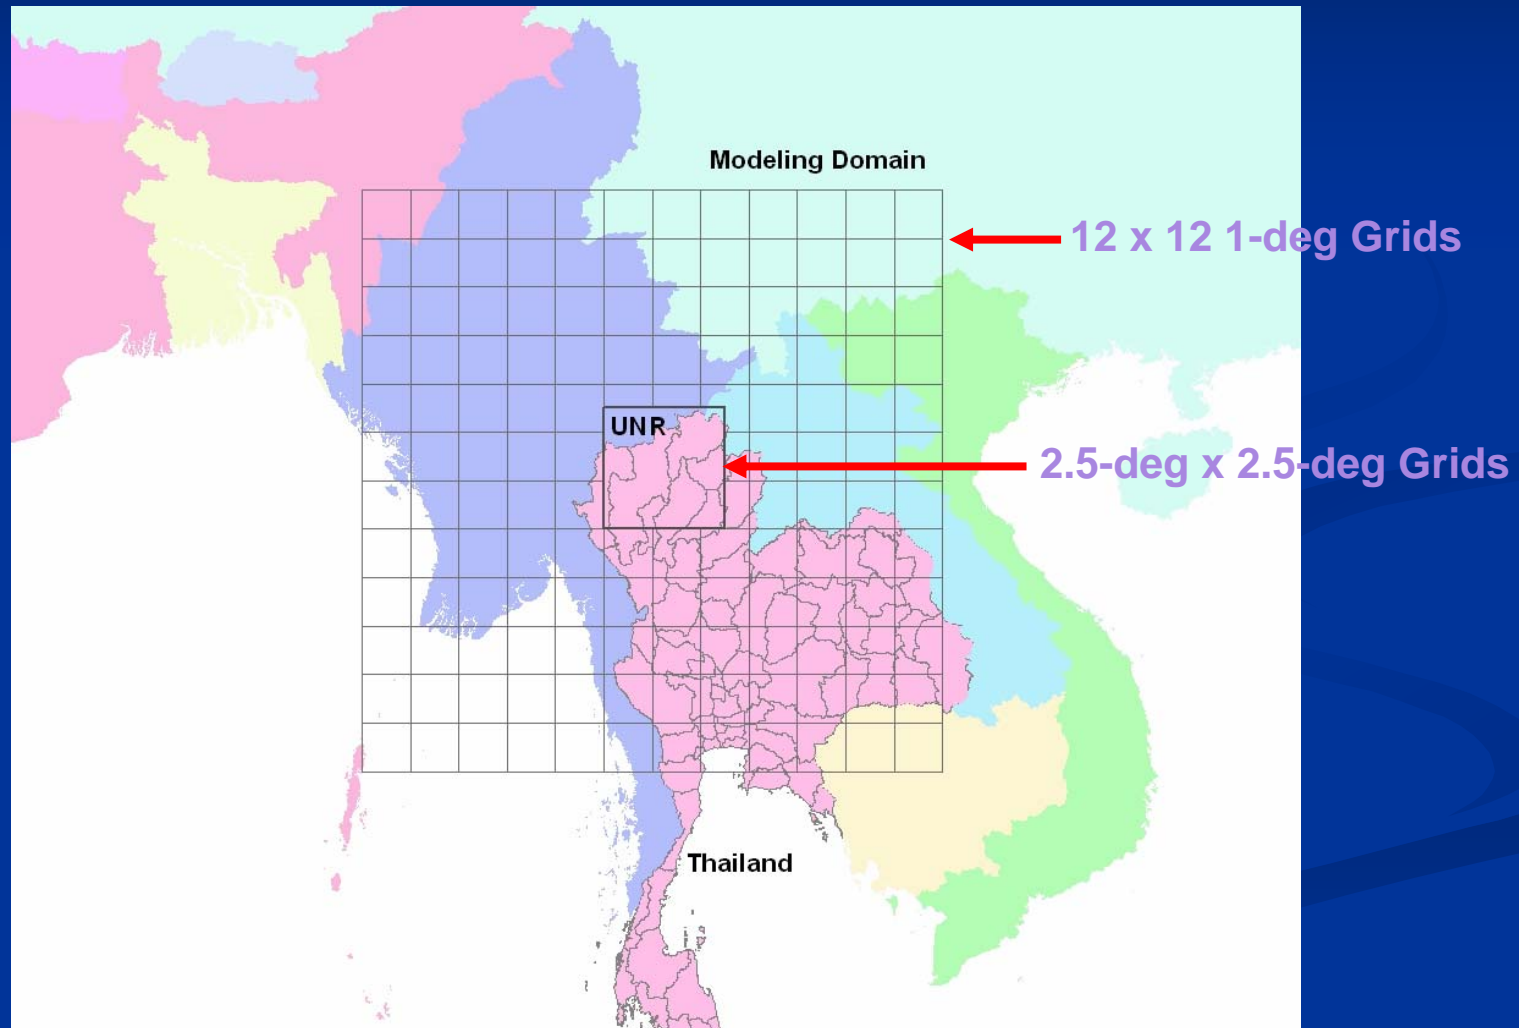 Modeling Domain
12 x 12 1-deg Grids
UNR
2.5-deg x 2.5-deg Grids
Thailand